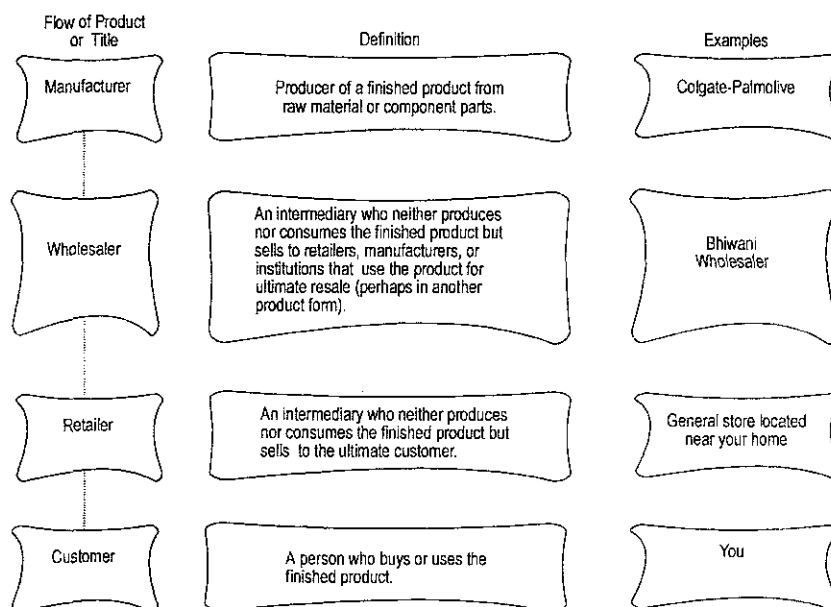 Flow of Product
or Title
Definition
Examples
Manufacturer
Producer of a finished product from
raw material or component parts.
Colgate-Palmolive
Wholesaler
An intermediary who neither produces
nor consumes the finished product but
sells to retailers, manufacturers, or
institutions that use the product for
ultimate resale (perhaps in another
product form).
Bhiwani
Wholesaler
Retailer
An intermediary who neither produces
nor consumes the finished product but
sells to the ultimate customer.
General store located
near your home
Customer
A person who buys or uses the
finished product.
You